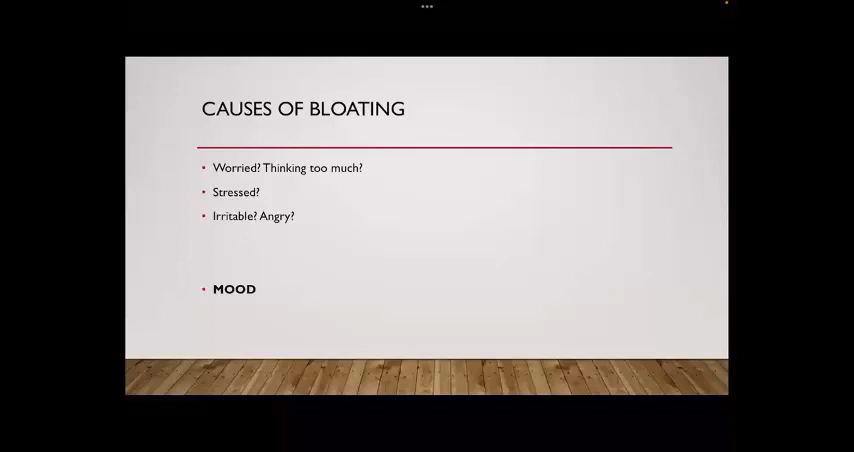 CAUSES OF BLOATING
Worried? Thinking too much?
Stressed?
Irritable? Angry?
MOOD